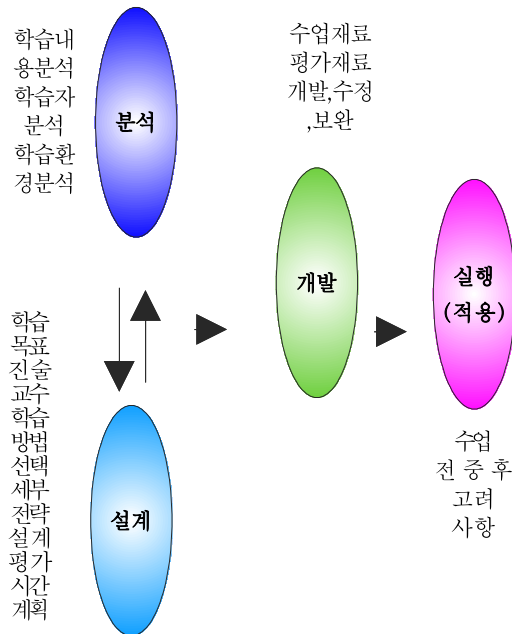 학습내
용분석
학습자
분석
학습환
경분석
분석
수업재료
평가재료
개발,수정
,보완
개발
실행
(적용)
수업
전 중 후
고려
사항
학습
목표
진술
교수
학습
방법
선택
세부
전략
설계
평가
시간
계획
설계